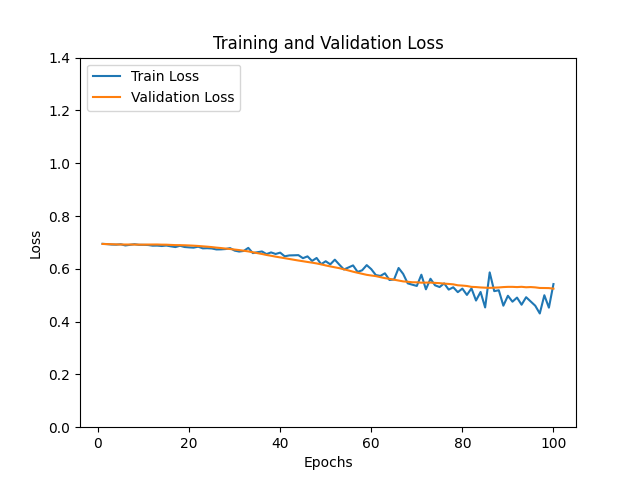 Training and Validation Loss
1.4
1.2
1.0
0.8
0.6
0.4
0.2
0.0
Loss
Train Loss
Validation Loss
0 20 40 60 80 100
Epochs